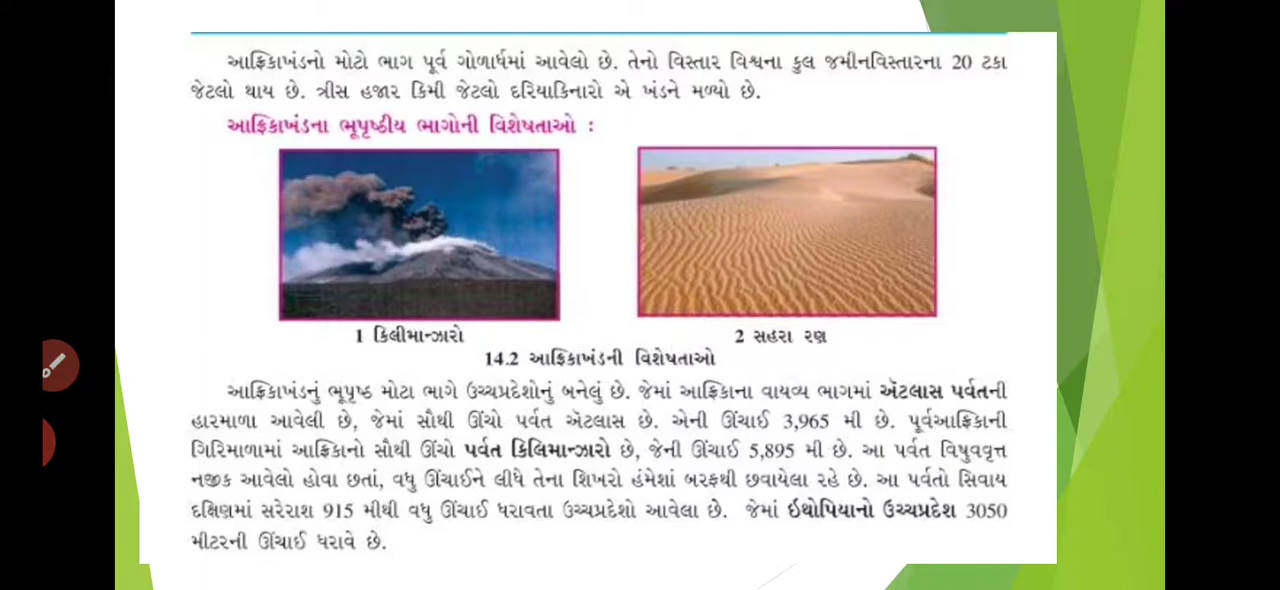 આફ્રિકાખંડનો મોટો ભાગ પૂર્વ ગોળાર્ધમાં આવેલો છે. તેનો વિસ્તાર વિશ્વના કુલ જમીનવિસ્તારના 20 ટકા
જેટલો થાય છે. ત્રીસ હજાર કિમી જેટલો દરિયાકિનારો એ ખંડને મળ્યો છે.
આફ્રિકાખંડના ભૂપૃષ્ઠીય ભાગોની વિશેષતાઓ :
1 કિલીમાન્ઝારો
2 સહરા રણ
14.2 આફ્રિકાખંડની વિશેષતાઓ
આફ્રિકાખંડનું ભૂપૃષ્ઠ મોટા ભાગે ઉચ્ચપ્રદેશોનું બનેલું છે. જેમાં આફ્રિકાના વાયવ્ય ભાગમાં ઍટલાસ પર્વતની
હારમાળા આવેલી છે, જેમાં સૌથી ઊંચો પર્વત ઍટલાસ છે. એની ઊંચાઈ 3,965 મી છે. પૂર્વઆફ્રિકાની
ગિરિમાળામાં આફ્રિકાનો સૌથી ઊંચો પર્વત કિલિમાન્ઝારો છે, જેની ઊંચાઈ 5,895 મી છે. આ પર્વત વિષુવવૃત્ત
નજીક આવેલો હોવા છતાં, વધુ ઊંચાઈને લીધે તેના શિખરો હંમેશાં બરફથી છવાયેલા રહે છે. આ પર્વતો સિવાય
દક્ષિણમાં સરેરાશ 915 મીથી વધુ ઊંચાઈ ધરાવતા ઉચ્ચપ્રદેશો આવેલા છે. જેમાં ઇથોપિયાનો ઉચ્ચપ્રદેશ 3050
મીટરની ઊંચાઈ ધરાવે છે.